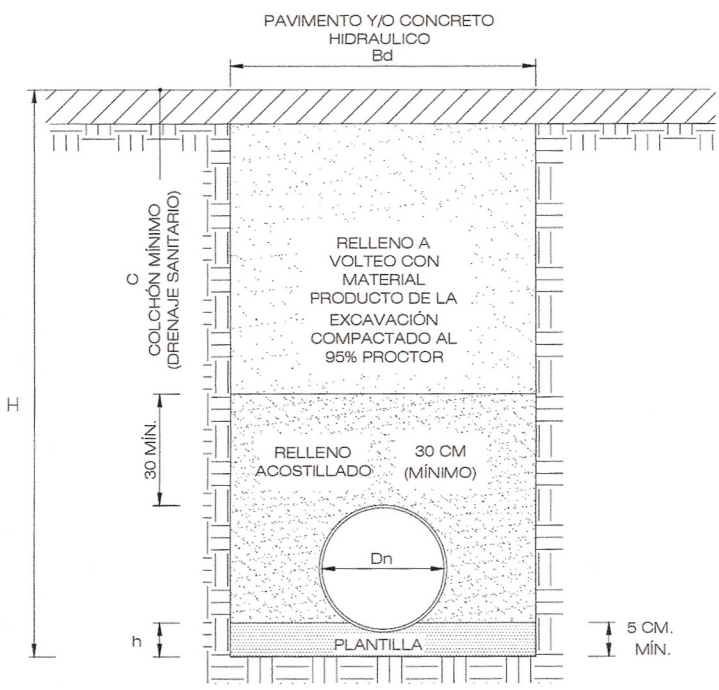 PAVIMENTO Y/O CONCRETO
HIDRAULICO
Bd
H
C
COLCHÓN MÍNIMO
(DRENAJE SANITARIO)
RELLENO A
VOLTEO CON
MATERIAL
PRODUCTO DE LA
EXCAVACIÓN
COMPACTADO AL
95% PROCTOR
30 MÍN.
RELLENO
ACOSTILLADO
30 CM
(MÍNIMO)
Dn
h
PLANTILLA
5 CM.
MÍN.